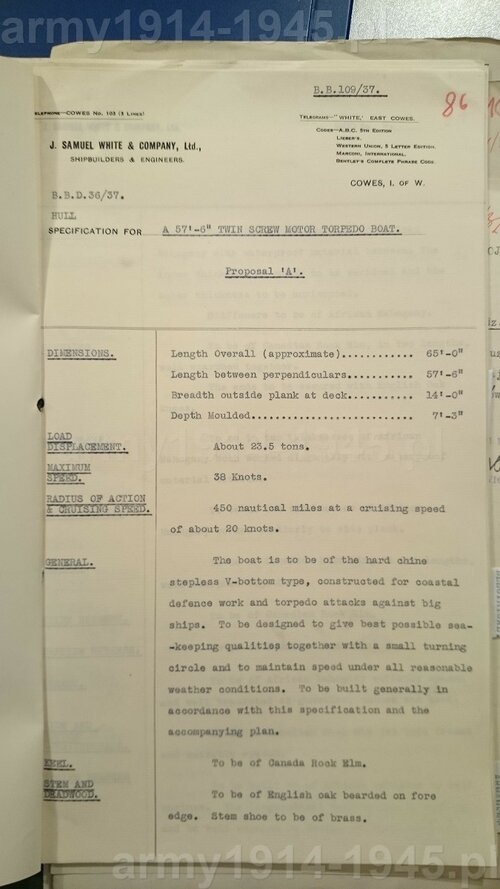 army1914-1945.pl
B.B.109/37.
86
TELEPHONE—COWES No. 103 (3 LINES)
TELEGRAMS—"WHITE," EAST COWES.
CODES—A.B.C. 5TH EDITION
LIEBER'S.
WESTERN UNION, 5 LETTER EDITION.
MARCONI, INTERNATIONAL,
BENTLEY'S COMPLETE PHRASE CODE.
J. SAMUEL WHITE & COMPANY, Ltd.,
SHIPBUILDERS & ENGINEERS.
COWES, I. OF W.
B.B.D.36/37.
HULL
SPECIFICATION FOR A 57'-6" TWIN SCREW MOTOR TORPEDO BOAT.
Proposal 'A'.
DIMENSIONS. Length Overall (approximate)............ 65'-0"
Length between perpendiculars........... 57'-6"
Breadth outside plank at deck........... 14'-0"
Depth Moulded........................... 7'-3"
LOAD
DISPLACEMENT. About 23.5 tons.
MAXIMUM
SPEED. 38 Knots.
RADIUS OF ACTION
& CRUISING SPEED. 450 nautical miles at a cruising speed
of about 20 knots.
GENERAL. The boat is to be of the hard chine
stepless V-bottom type, constructed for coastal
defence work and torpedo attacks against big
ships. To be designed to give best possible sea-
-keeping qualities together with a small turning
circle and to maintain speed under all reasonable
weather conditions. To be built generally in
accordance with this specification and the
accompanying plan.
KEEL. To be of Canada Rock Elm.
STEM AND
DEADWOOD. To be of English oak bearded on fore
edge. Stem shoe to be of brass.
army1914-1945.pl